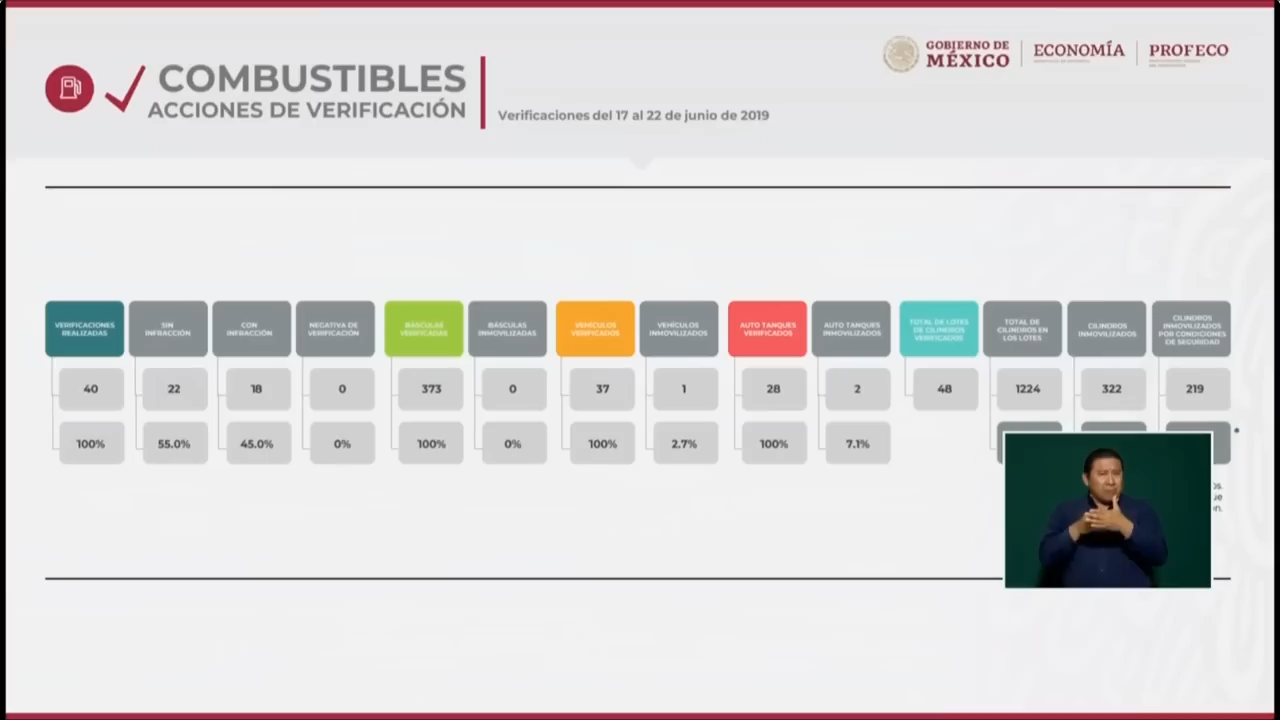 COMBUSTIBLES
ACCIONES DE VERIFICACIÓN
Verificaciones del 17 al 22 de junio de 2019
GOBIERNO DE
MÉXICO
ECONOMÍA
PROFECO
VERIFICACIONES
REALIZADAS
SIN
INFRACCIÓN
CON
INFRACCIÓN
NEGATIVA DE
VERIFICACIÓN
BÁSCULAS
VERIFICADAS
BÁSCULAS
INMOVILIZADAS
VEHÍCULOS
VERIFICADOS
VEHÍCULOS
INMOVILIZADOS
AUTO TANQUES
VERIFICADOS
AUTO TANQUES
INMOVILIZADOS
TOTAL DE LOTES
DE CILINDROS
VERIFICADOS
TOTAL DE
CILINDROS EN
LOS LOTES
CILINDROS
INMOVILIZADOS
CILINDROS
INMOVILIZADOS
POR CONDICIONES
DE SEGURIDAD
40 22 18 0 373 0 37 1 28 2 48 1224 322 219
100% 55.0% 45.0% 0% 100% 0% 100% 2.7% 100% 7.1%
*